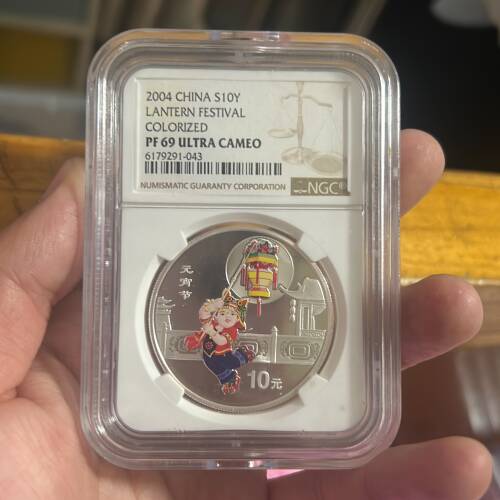 2004 CHINA S10Y
LANTERN FESTIVAL
COLORIZED
PF 69 ULTRA CAMEO
6179291-043
NUMISMATIC GUARANTY CORPORATION
NGC®
元宵节
10元